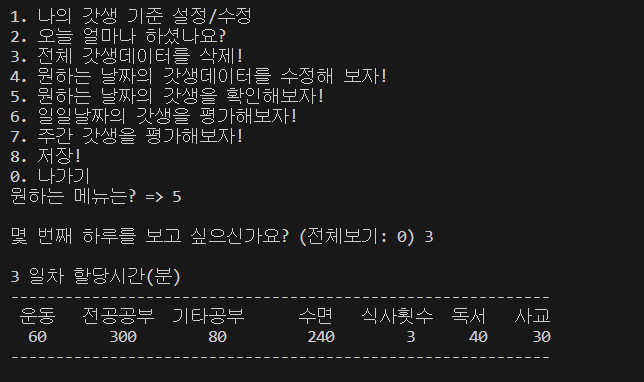 1. 나의 갓생 기준 설정/수정
2. 오늘 얼마나 하셨나요?
3. 전체 갓생데이터를 삭제!
4. 원하는 날짜의 갓생데이터를 수정해 보자!
5. 원하는 날짜의 갓생을 확인해보자!
6. 일일날짜의 갓생을 평가해보자!
7. 주간 갓생을 평가해보자!
8. 저장!
0. 나가기
원하는 메뉴는? => 5
몇 번째 하루를 보고 싶으신가요? (전체보기: 0) 3
3 일차 할당시간(분)
------------------------------------------------------------
운동 전공공부 기타공부 수면 식사횟수 독서 사교
60 300 80 240 3 40 30
------------------------------------------------------------